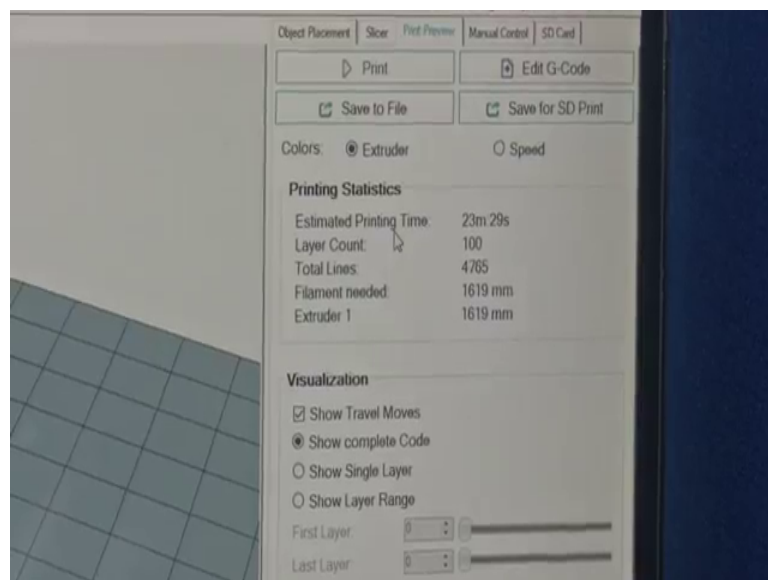 Object Placement Slicer Print Preview Manual Control SD Card
Print Edit G-Code
Save to File Save for SD Print
Colors: Extruder Speed
Printing Statistics
Estimated Printing Time: 23m 29s
Layer Count: 100
Total Lines: 4765
Filament needed: 1619 mm
Extruder 1 1619 mm
Visualization
Show Travel Moves
Show complete Code
Show Single Layer
Show Layer Range
First Layer: 0
Last Layer: 0